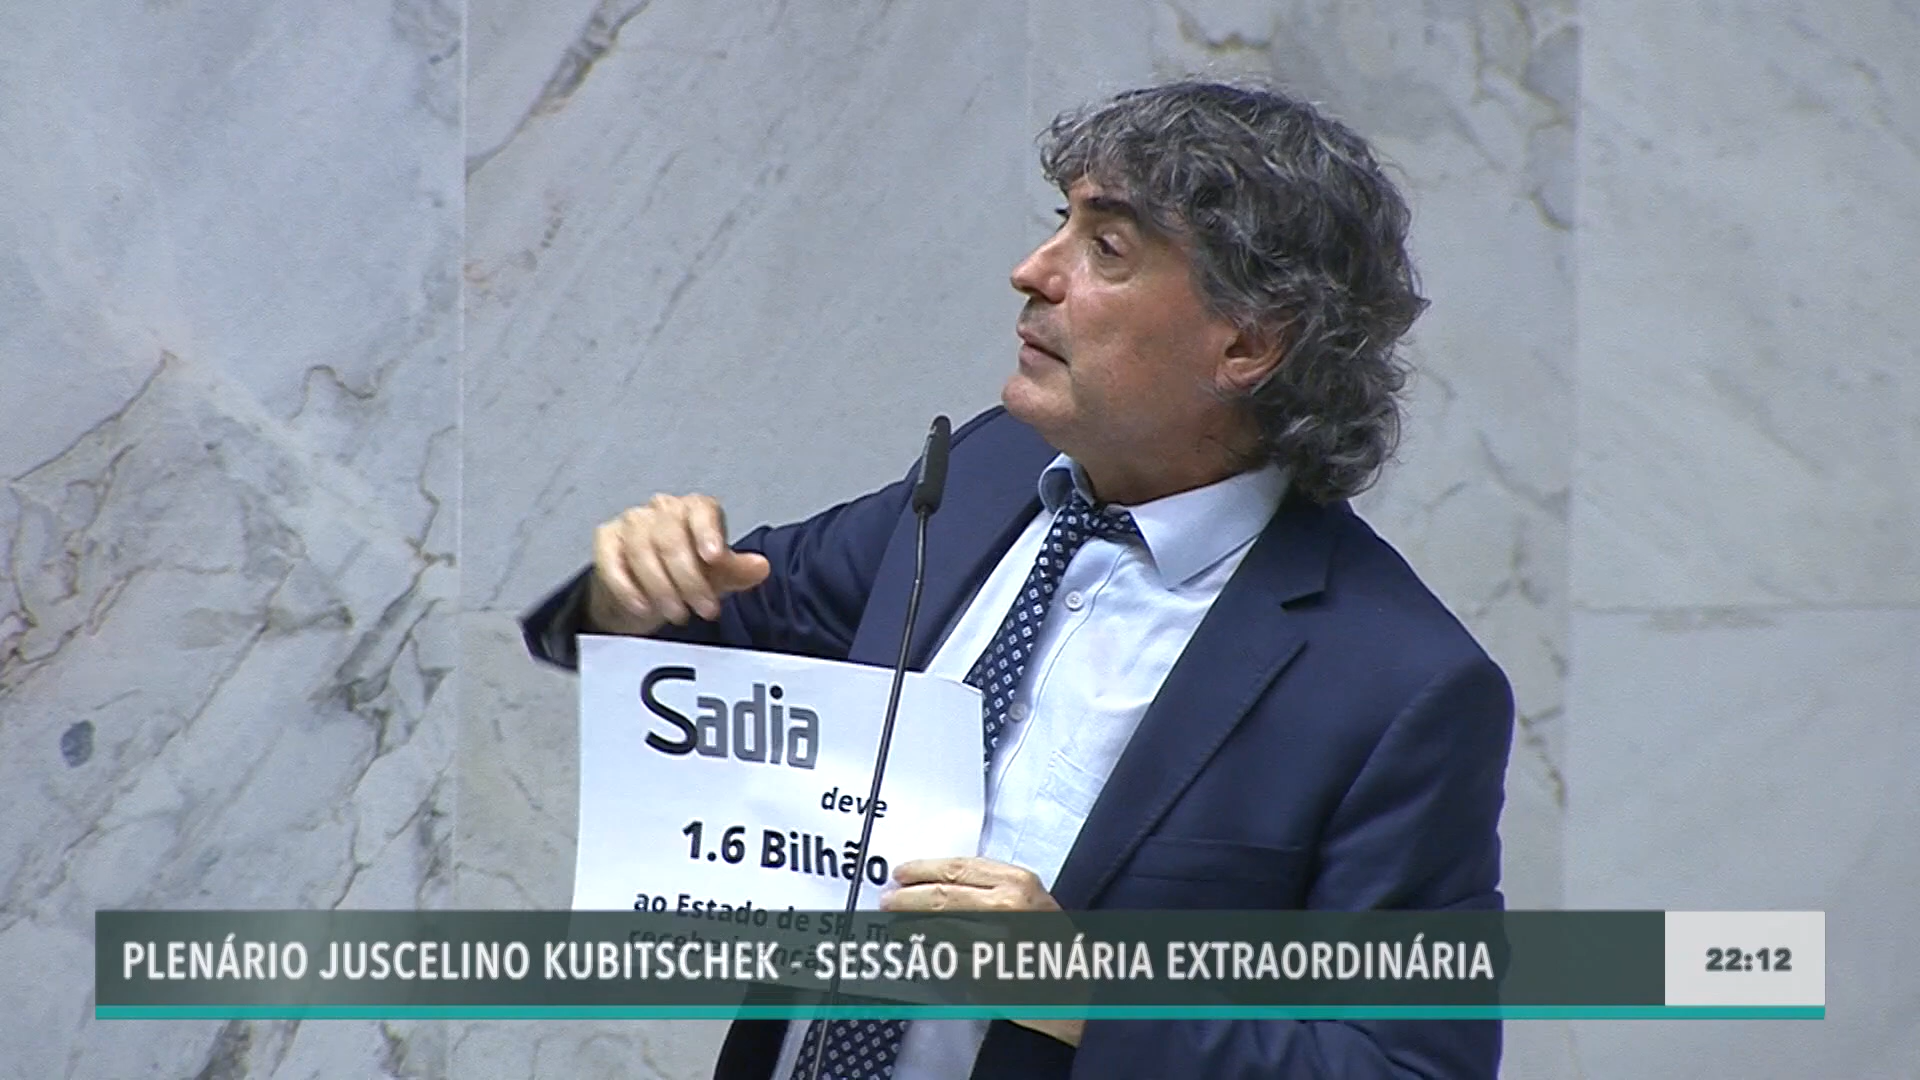 Sadia
deve
1.6 Bilhão
ao Estado de SP, m
PLENÁRIO JUSCELINO KUBITSCHEK - SESSÃO PLENÁRIA EXTRAORDINÁRIA
22:12